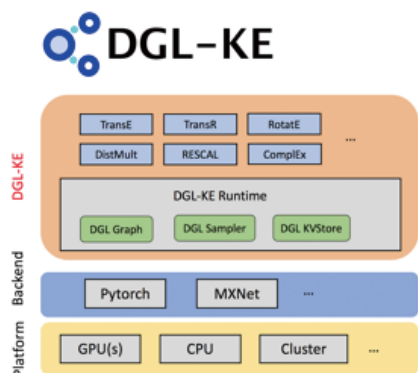 DGL-KE
DGL-KE
TransE TransR RotatE
DistMult RESCAL ComplEx ...
DGL-KE Runtime
DGL Graph DGL Sampler DGL KVStore
Backend
Pytorch MXNet ...
Platform
GPU(s) CPU Cluster ...